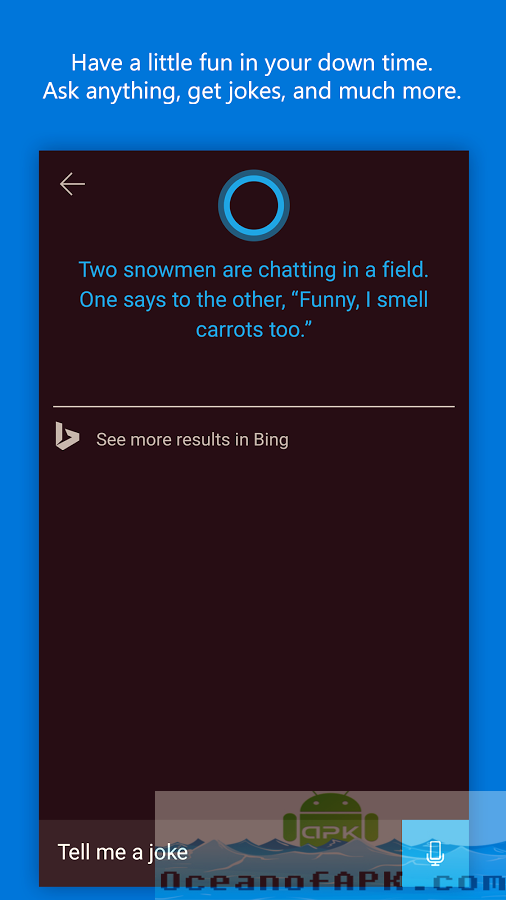 Have a little fun in your down time.
Ask anything, get jokes, and much more.
Two snowmen are chatting in a field.
One says to the other, “Funny, I smell
carrots too.”
See more results in Bing
apk
Tell me a joke
OceanofAPK.com